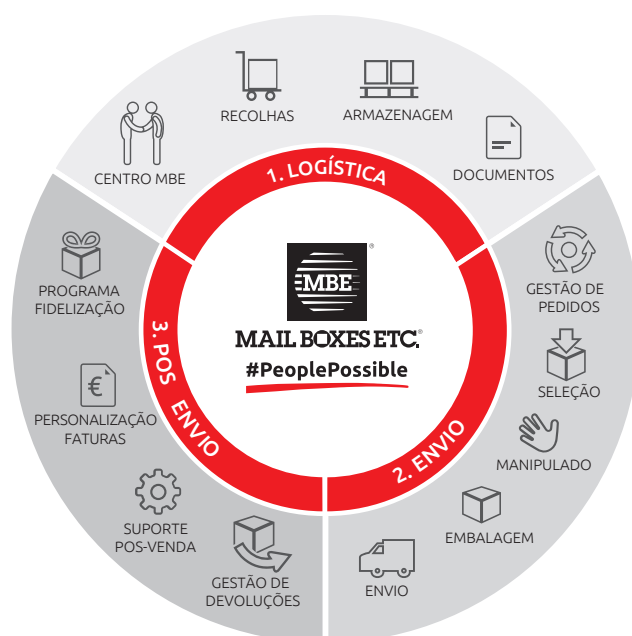 1. LOGÍSTICA
CENTRO MBE
RECOLHAS
ARMAZENAGEM
DOCUMENTOS
2. ENVIO
GESTÃO DE
PEDIDOS
SELEÇÃO
MANIPULADO
EMBALAGEM
ENVIO
3. POS ENVIO
GESTÃO DE
DEVOLUÇÕES
SUPORTE
POS-VENDA
€
PERSONALIZAÇÃO
FATURAS
PROGRAMA
FIDELIZAÇÃO
MBE
®
MAIL BOXES ETC.®
#PeoplePossible